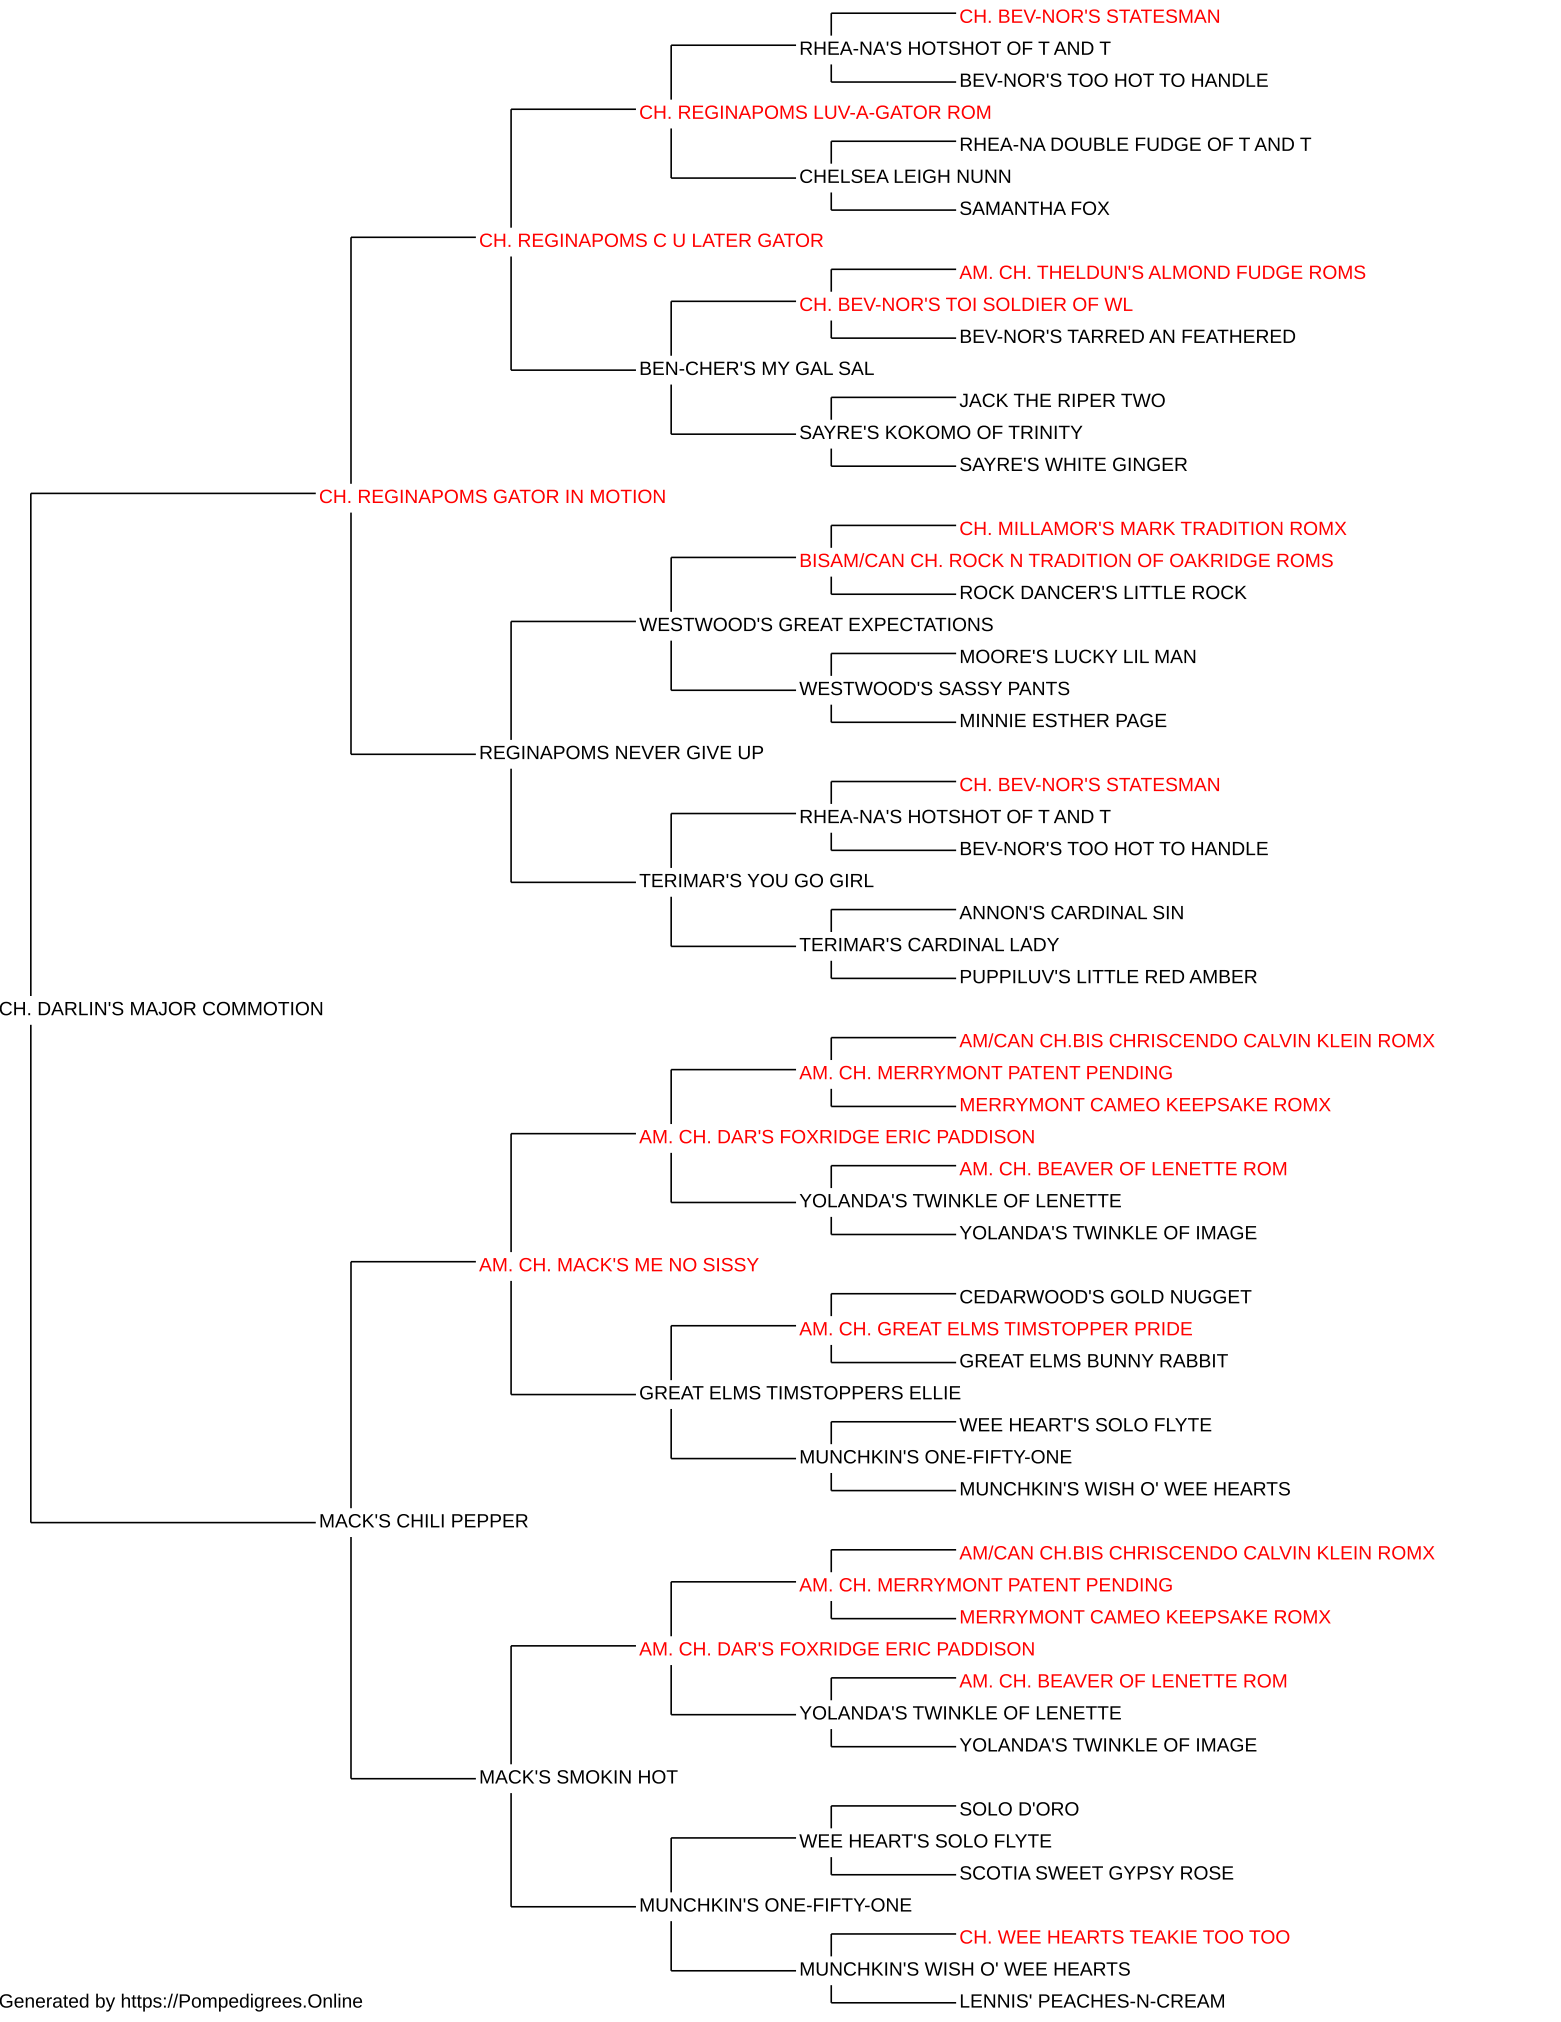 CH. BEV-NOR'S STATESMAN
RHEA-NA'S HOTSHOT OF T AND T
BEV-NOR'S TOO HOT TO HANDLE
CH. REGINAPOMS LUV-A-GATOR ROM
RHEA-NA DOUBLE FUDGE OF T AND T
CHELSEA LEIGH NUNN
SAMANTHA FOX
CH. REGINAPOMS C U LATER GATOR
AM. CH. THELDUN'S ALMOND FUDGE ROMS
CH. BEV-NOR'S TOI SOLDIER OF WL
BEV-NOR'S TARRED AN FEATHERED
BEN-CHER'S MY GAL SAL
JACK THE RIPER TWO
SAYRE'S KOKOMO OF TRINITY
SAYRE'S WHITE GINGER
CH. REGINAPOMS GATOR IN MOTION
CH. MILLAMOR'S MARK TRADITION ROMX
BISAM/CAN CH. ROCK N TRADITION OF OAKRIDGE ROMS
ROCK DANCER'S LITTLE ROCK
WESTWOOD'S GREAT EXPECTATIONS
MOORE'S LUCKY LIL MAN
WESTWOOD'S SASSY PANTS
MINNIE ESTHER PAGE
REGINAPOMS NEVER GIVE UP
CH. BEV-NOR'S STATESMAN
RHEA-NA'S HOTSHOT OF T AND T
BEV-NOR'S TOO HOT TO HANDLE
TERIMAR'S YOU GO GIRL
ANNON'S CARDINAL SIN
TERIMAR'S CARDINAL LADY
PUPPILUV'S LITTLE RED AMBER
CH. DARLIN'S MAJOR COMMOTION
AM/CAN CH.BIS CHRISCENDO CALVIN KLEIN ROMX
AM. CH. MERRYMONT PATENT PENDING
MERRYMONT CAMEO KEEPSAKE ROMX
AM. CH. DAR'S FOXRIDGE ERIC PADDISON
AM. CH. BEAVER OF LENETTE ROM
YOLANDA'S TWINKLE OF LENETTE
YOLANDA'S TWINKLE OF IMAGE
AM. CH. MACK'S ME NO SISSY
CEDARWOOD'S GOLD NUGGET
AM. CH. GREAT ELMS TIMSTOPPER PRIDE
GREAT ELMS BUNNY RABBIT
GREAT ELMS TIMSTOPPERS ELLIE
WEE HEART'S SOLO FLYTE
MUNCHKIN'S ONE-FIFTY-ONE
MUNCHKIN'S WISH O' WEE HEARTS
MACK'S CHILI PEPPER
AM/CAN CH.BIS CHRISCENDO CALVIN KLEIN ROMX
AM. CH. MERRYMONT PATENT PENDING
MERRYMONT CAMEO KEEPSAKE ROMX
AM. CH. DAR'S FOXRIDGE ERIC PADDISON
AM. CH. BEAVER OF LENETTE ROM
YOLANDA'S TWINKLE OF LENETTE
YOLANDA'S TWINKLE OF IMAGE
MACK'S SMOKIN HOT
SOLO D'ORO
WEE HEART'S SOLO FLYTE
SCOTIA SWEET GYPSY ROSE
MUNCHKIN'S ONE-FIFTY-ONE
CH. WEE HEARTS TEAKIE TOO TOO
MUNCHKIN'S WISH O' WEE HEARTS
LENNIS' PEACHES-N-CREAM
Generated by https://Pompedigrees.Online